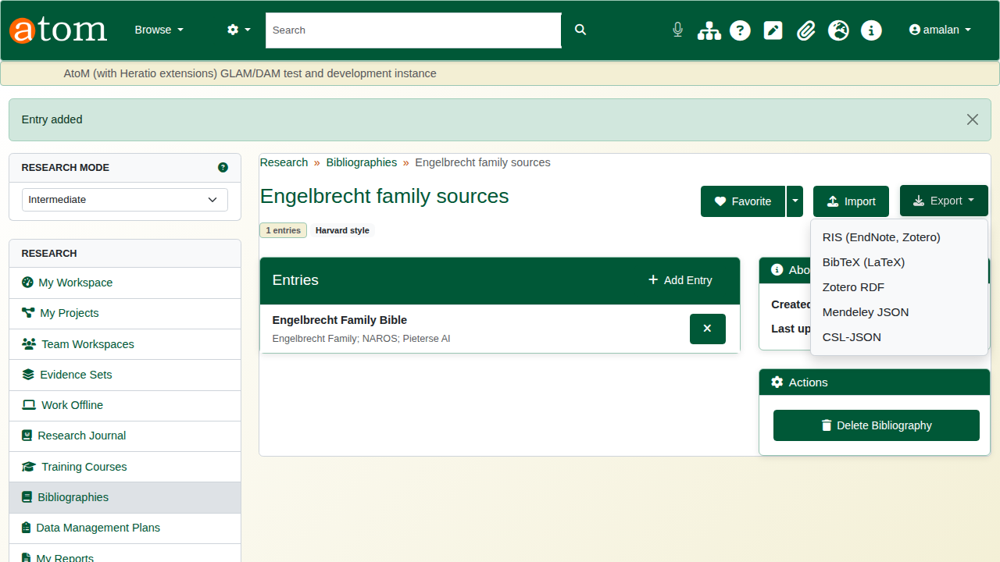 atom
Browse
Search
amalan
AtoM (with Heratio extensions) GLAM/DAM test and development instance
Entry added
RESEARCH MODE
Intermediate
RESEARCH
My Workspace
My Projects
Team Workspaces
Evidence Sets
Work Offline
Research Journal
Training Courses
Bibliographies
Data Management Plans
My Reports
Research » Bibliographies » Engelbrecht family sources
Engelbrecht family sources
Favorite
Import
Export
1 entries
Harvard style
RIS (EndNote, Zotero)
BibTeX (LaTeX)
Zotero RDF
Mendeley JSON
CSL-JSON
Entries
Add Entry
Engelbrecht Family Bible
Engelbrecht Family; NAROS; Pieterse AI
Abo
Created
Last up
Actions
Delete Bibliography